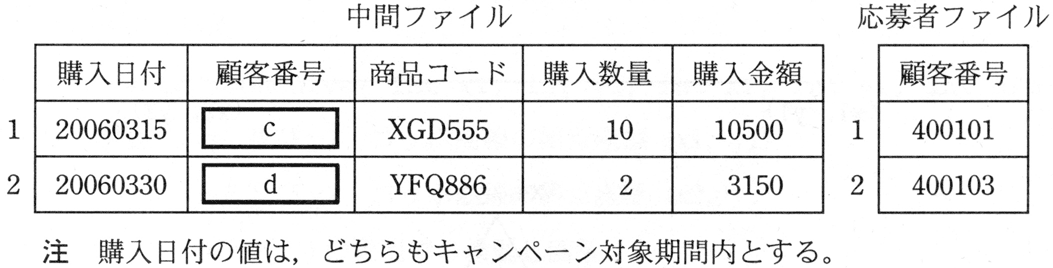 中間ファイル 応募者ファイル
購入日付 顧客番号 商品コード 購入数量 購入金額 顧客番号
1 20060315 c XGD555 10 10500 1 400101
2 20060330 d YFQ886 2 3150 2 400103
注 購入日付の値は，どちらもキャンペーン対象期間内とする。